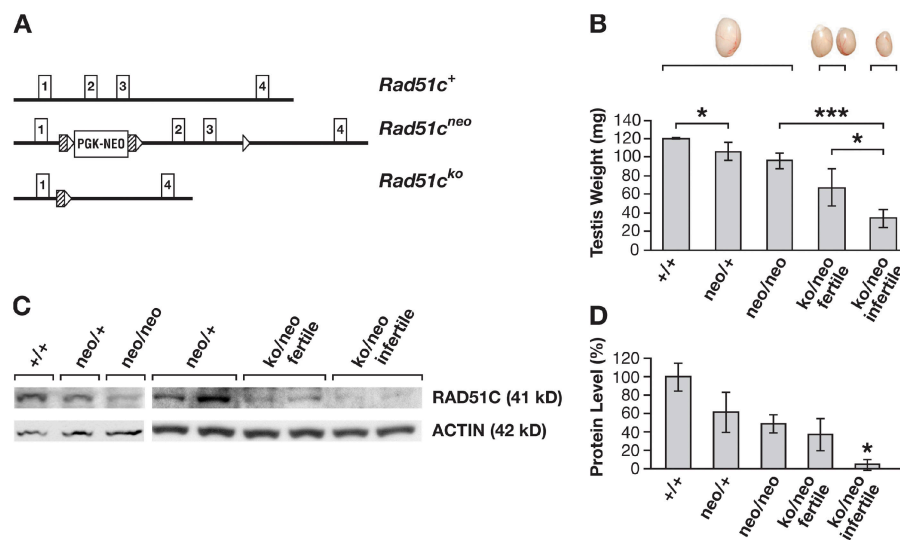 A
1 2 3 4 Rad51c+
1 PGK-NEO 2 3 4 Rad51cneo
1 4 Rad51cko
B
* *** *
Testis Weight (mg)
140
120
100
80
60
40
20
0
+/+
neo/+
neo/neo
ko/neo
fertile
ko/neo
infertile
C
+/+
neo/+
neo/neo
neo/+
ko/neo
fertile
ko/neo
infertile
RAD51C (41 kD)
ACTIN (42 kD)
D
Protein Level (%)
120
100
80
60
40
20
0
*
+/+
neo/+
neo/neo
ko/neo
fertile
ko/neo
infertile